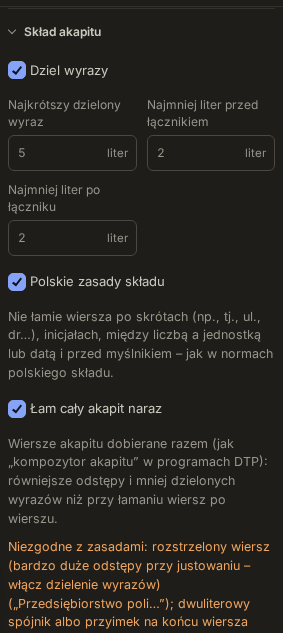 Skład akapitu
Dziel wyrazy
Najkrótszy dzielony
wyraz
Najmniej liter przed
łącznikiem
5 liter
2 liter
Najmniej liter po
łączniku
2 liter
Polskie zasady składu
Nie łamie wiersza po skrótach (np., tj., ul.,
dr…), inicjałach, między liczbą a jednostką
lub datą i przed myślnikiem – jak w normach
polskiego składu.
Łam cały akapit naraz
Wiersze akapitu dobierane razem (jak
„kompozytor akapitu” w programach DTP):
równiejsze odstępy i mniej dzielonych
wyrazów niż przy łamaniu wiersz po
wierszu.
Niezgodne z zasadami: rozstrzelony wiersz
(bardzo duże odstępy przy justowaniu –
włącz dzielenie wyrazów)
(„Przedsiębiorstwo poli…”); dwuliterowy
spójnik albo przyimek na końcu wiersza